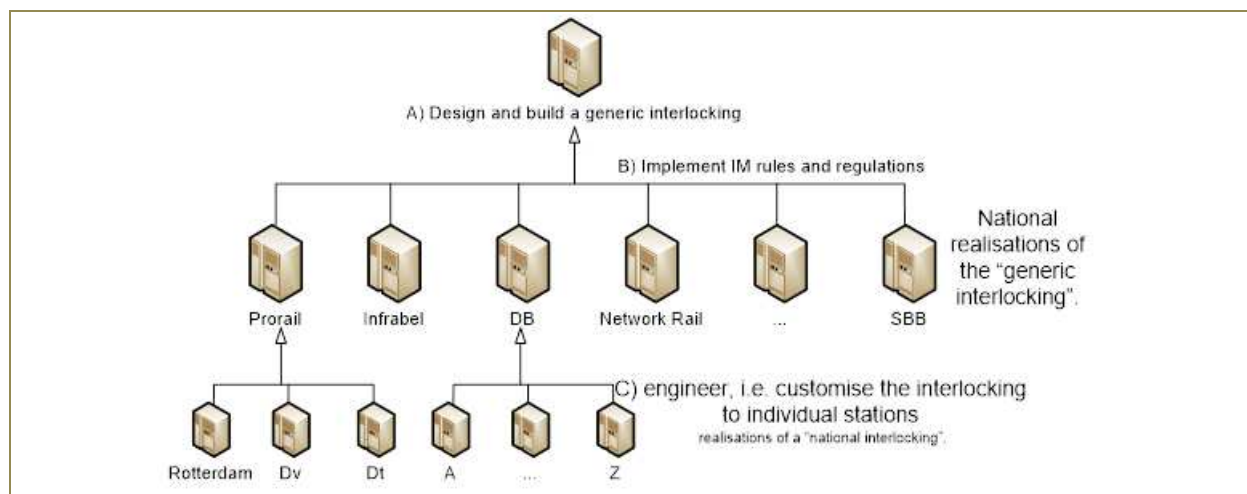 A) Design and build a generic interlocking
B) Implement IM rules and regulations
National
realisations of
the “generic
interlocking”.
Prorail
Infrabel
DB
Network Rail
...
SBB
C) engineer, i.e. customise the interlocking
to individual stations
realisations of a “national interlocking”.
Rotterdam
Dv
Dt
A
...
Z